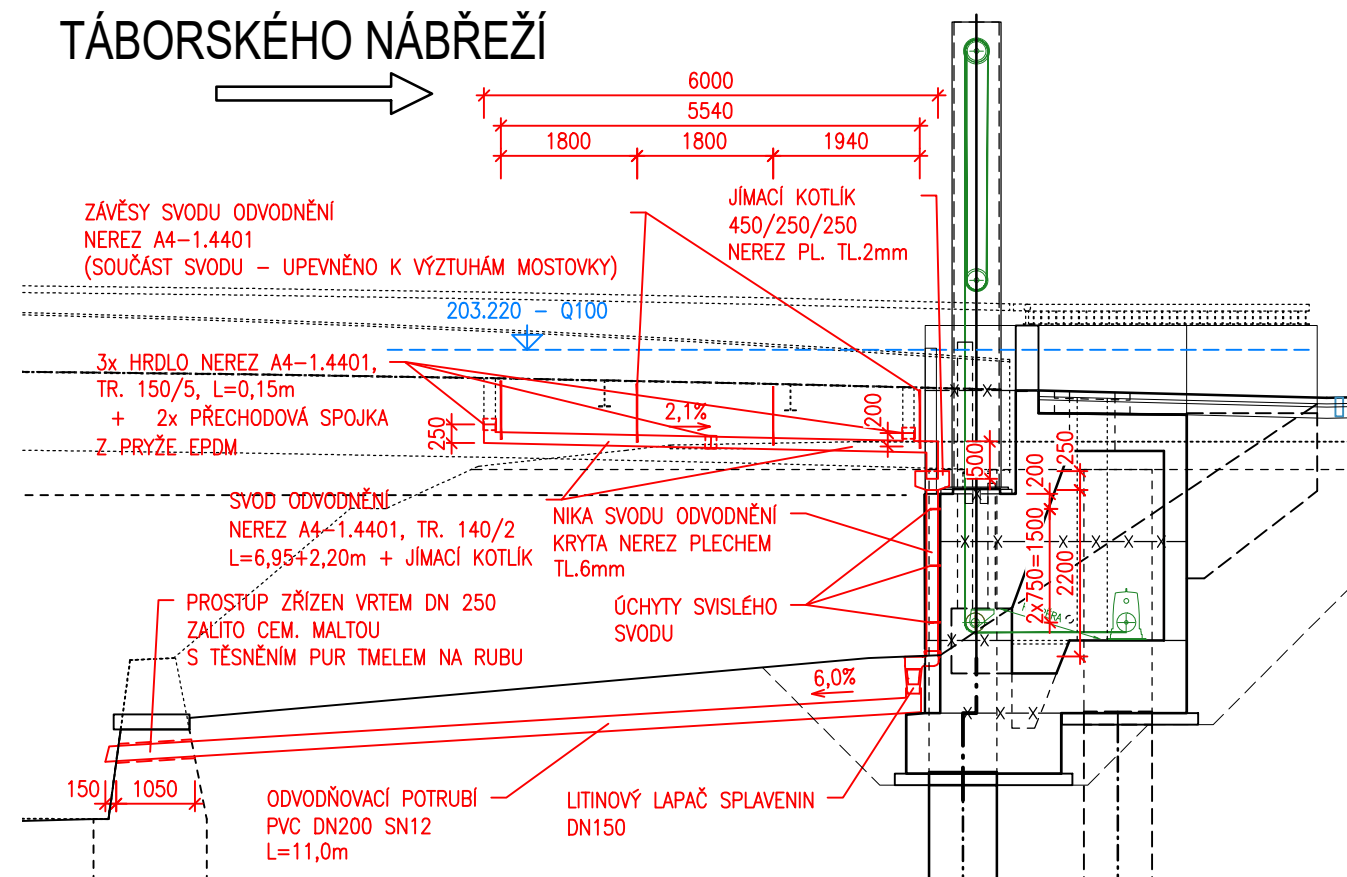 TÁBORSKÉHO NÁBŘEŽÍ
6000
5540
1800
1800
1940
ZÁVĚSY SVODU ODVODNĚNÍ
NEREZ A4-1.4401
(SOUČÁST SVODU - UPEVNĚNO K VÝZTUHÁM MOSTOVKY)
JÍMACÍ KOTLÍK
450/250/250
NEREZ PL. TL.2mm
203.220 - Q100
3x HRDLO NEREZ A4-1.4401,
TR. 150/5, L=0,15m
+ 2x PŘECHODOVÁ SPOJKA
Z PRYŽE EPDM
250
2,1%
200
500
250
200
2x750=1500
2200
SVOD ODVODNĚNÍ
NEREZ A4-1.4401, TR. 140/2
L=6,95+2,20m + JÍMACÍ KOTLÍK
NIKA SVODU ODVODNĚNÍ
KRYTA NEREZ PLECHEM
TL.6mm
ÚCHYTY SVISLÉHO
SVODU
PROSTUP ZŘÍZEN VRTEM DN 250
ZALITO CEM. MALTOU
S TĚSNĚNÍM PUR TMELEM NA RUBU
6,0%
150
1050
ODVODŇOVACÍ POTRUBÍ
PVC DN200 SN12
L=11,0m
LITINOVÝ LAPAČ SPLAVENIN
DN150